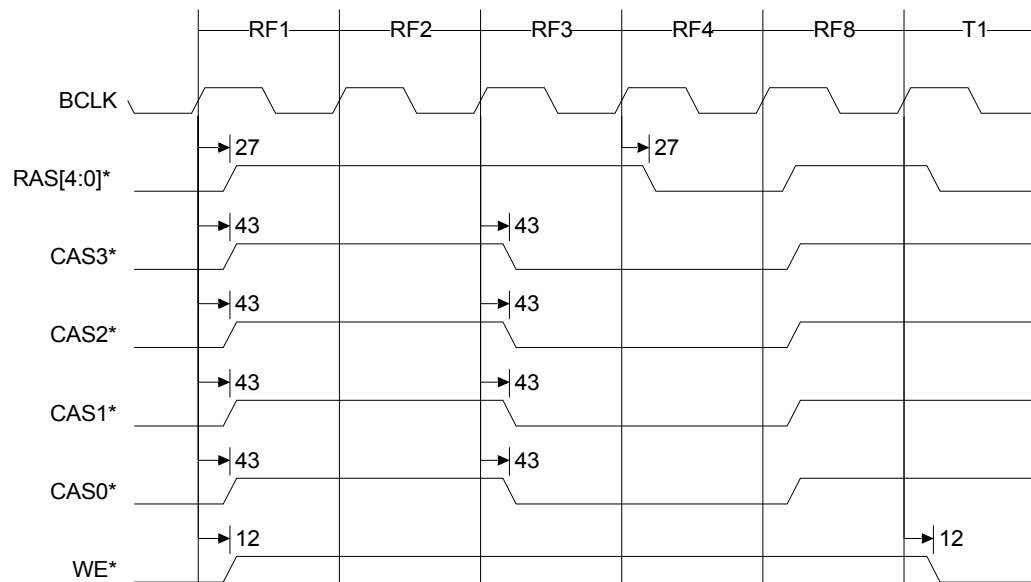 RF1 RF2 RF3 RF4 RF8 T1
BCLK
27 27
RAS[4:0]*
43 43
CAS3*
43 43
CAS2*
43 43
CAS1*
43 43
CAS0*
12 12
WE*